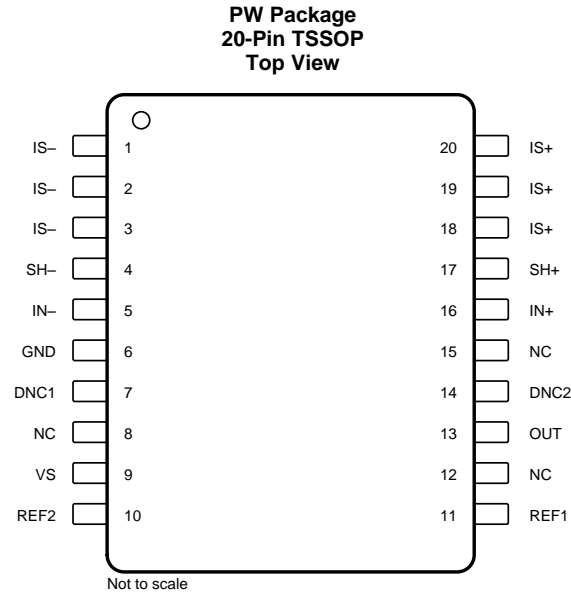 PW Package
20-Pin TSSOP
Top View
IS– 1 20 IS+
IS– 2 19 IS+
IS– 3 18 IS+
SH– 4 17 SH+
IN– 5 16 IN+
GND 6 15 NC
DNC1 7 14 DNC2
NC 8 13 OUT
VS 9 12 NC
REF2 10 11 REF1
Not to scale